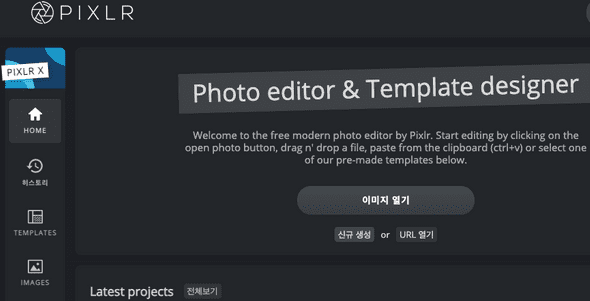 PIXLR
PIXLR X
HOME
히스토리
TEMPLATES
IMAGES
Photo editor & Template designer
Welcome to the free modern photo editor by Pixlr. Start editing by clicking on the
open photo button, drag n' drop a file, paste from the clipboard (ctrl+v) or select one
of our pre-made templates below.
이미지 열기
신규 생성 or URL 열기
Latest projects 전체보기